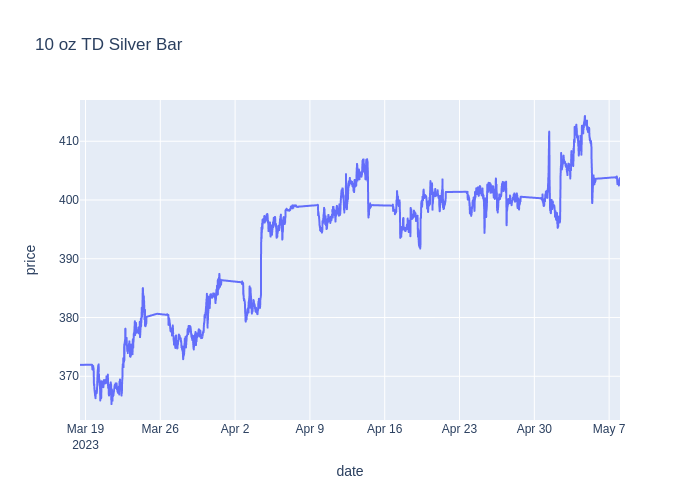 10 oz TD Silver Bar
price
410
400
390
380
370
Mar 19
2023
Mar 26
Apr 2
Apr 9
Apr 16
Apr 23
Apr 30
May 7
date